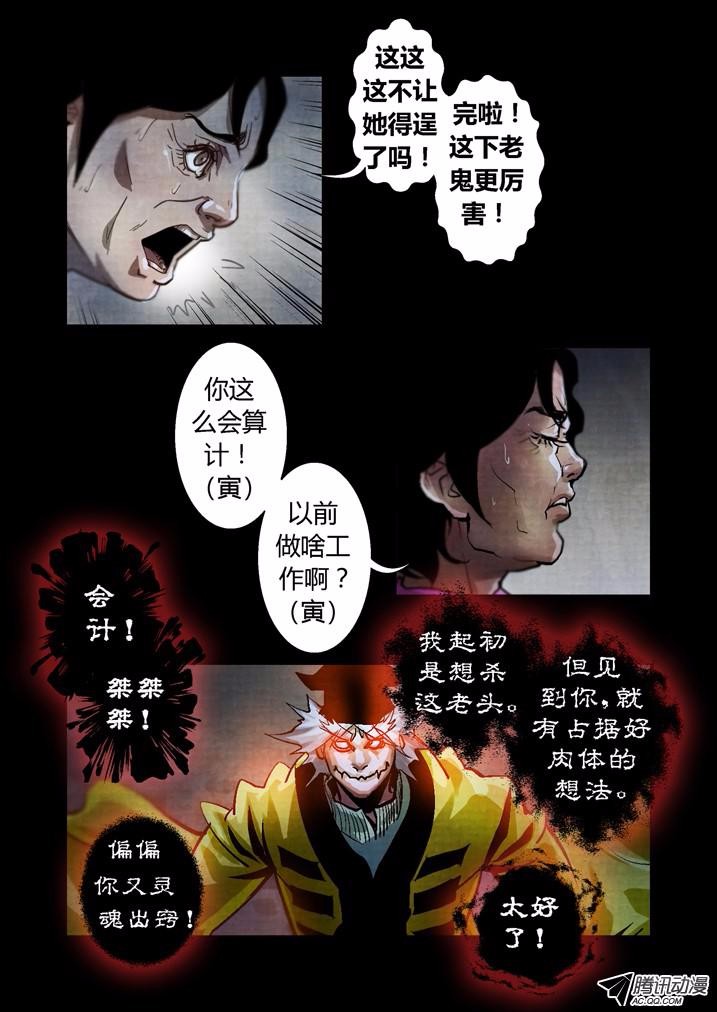 这这
这不让
她得逞
了吗！
完啦！
这下老
鬼更厉
害！
你这
么会算
计！
（寅）
以前
做啥工
作啊？
（寅）
会
计！
桀桀
桀！
我起初
是想杀
这老头。
但见
到你，就
有占据好
肉体的
想法。
偏偏
你又灵
魂出窍！
太好
了！
腾讯动漫
AC.QQ.COM